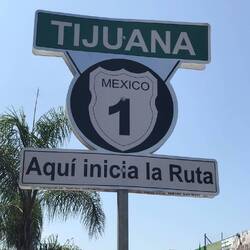 TIJUANA
MEXICO
1
Aquí inicia la Ruta